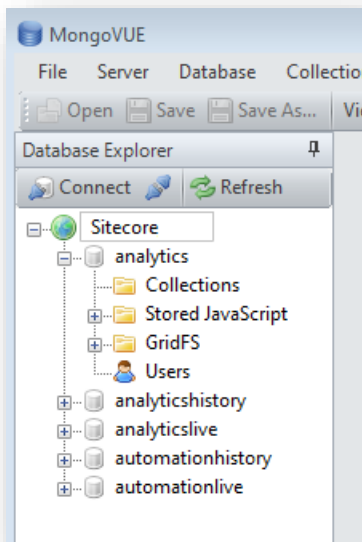 MongoVUE
File Server Database Collectio
Open Save Save As... Vi
Database Explorer
Connect Refresh
Sitecore
analytics
Collections
Stored JavaScript
GridFS
Users
analyticshistory
analyticslive
automationhistory
automationlive